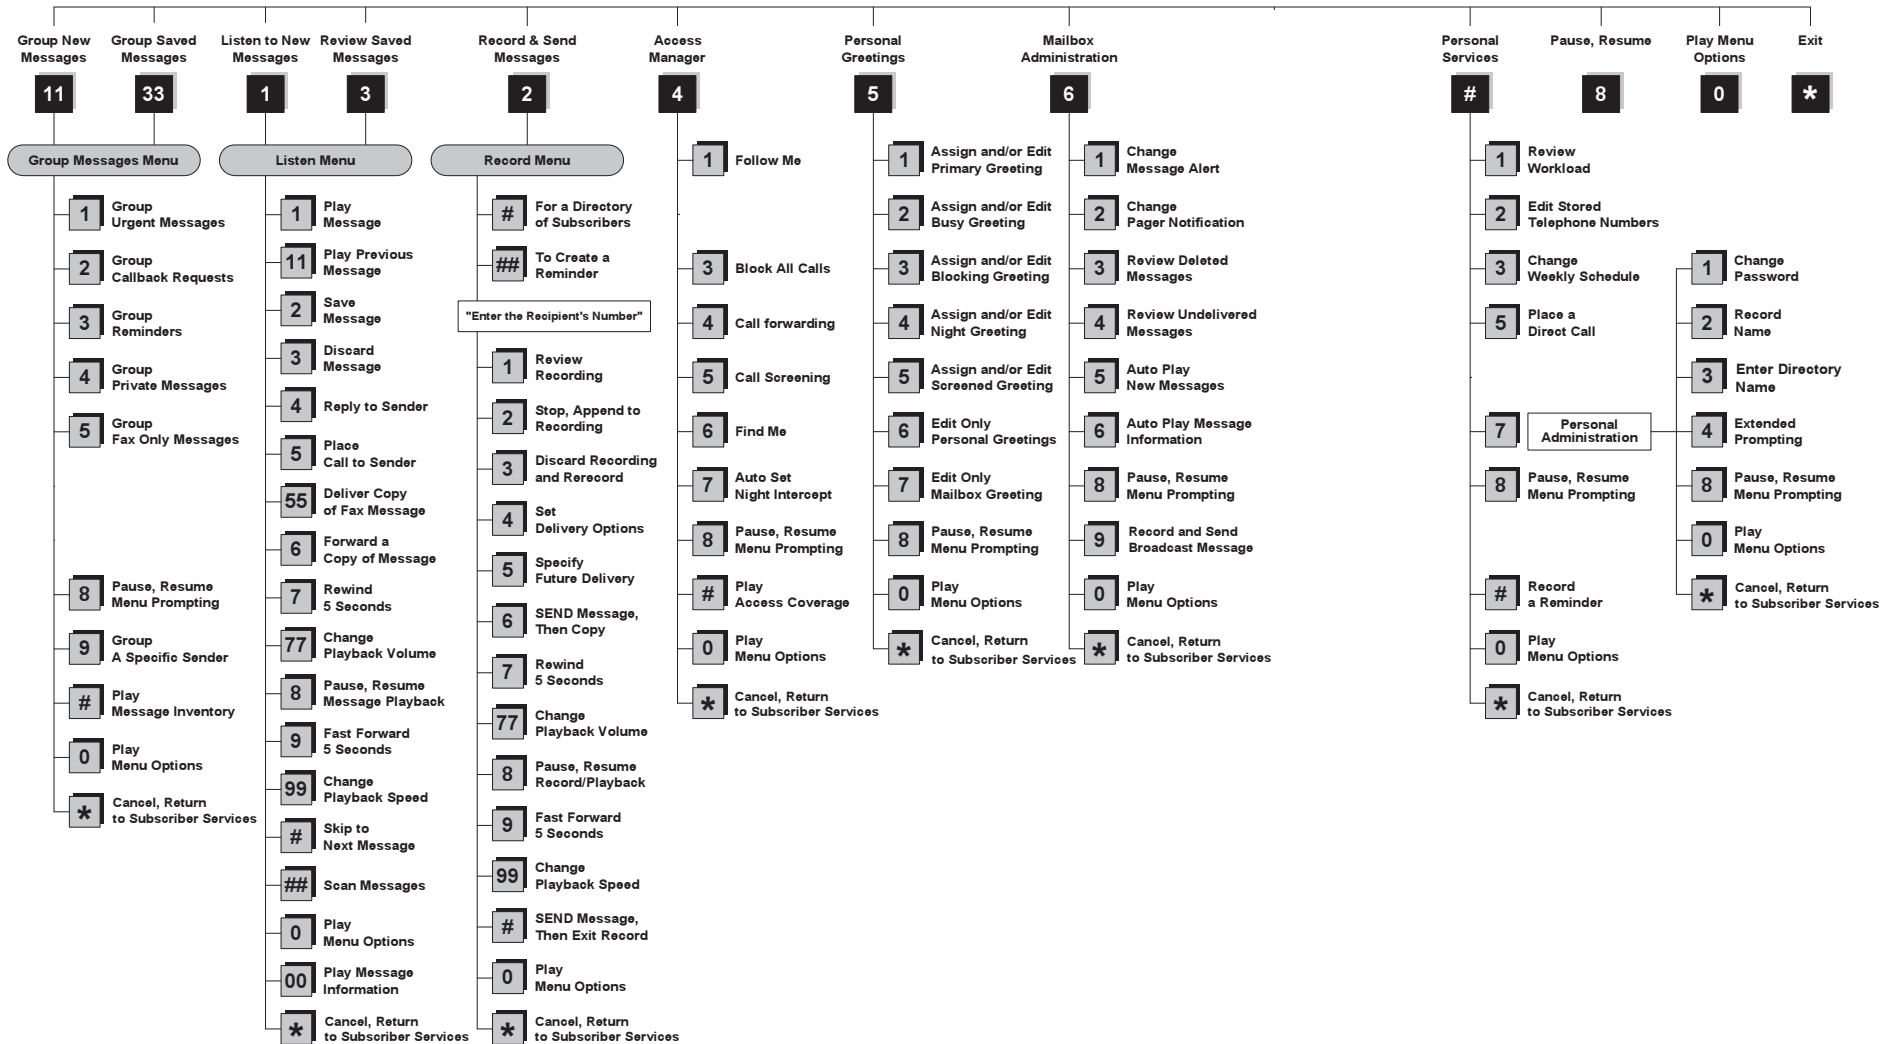 Group New
Messages
11
Group Saved
Messages
33
Listen to New
Messages
1
Review Saved
Messages
3
Record & Send
Messages
2
Access
Manager
4
Personal
Greetings
5
Mailbox
Administration
6
Personal
Services
#
Pause, Resume
8
Play Menu
Options
0
Exit
*
Group Messages Menu
1
Group
Urgent Messages
2
Group
Callback Requests
3
Group
Reminders
4
Group
Private Messages
5
Group
Fax Only Messages
8
Pause, Resume
Menu Prompting
9
Group
A Specific Sender
#
Play
Message Inventory
0
Play
Menu Options
*
Cancel, Return
to Subscriber Services
Listen Menu
1
Play
Message
11
Play Previous
Message
2
Save
Message
3
Discard
Message
4
Reply to Sender
5
Place
Call to Sender
55
Deliver Copy
of Fax Message
6
Forward a
Copy of Message
7
Rewind
5 Seconds
77
Change
Playback Volume
8
Pause, Resume
Message Playback
9
Fast Forward
5 Seconds
99
Change
Playback Speed
#
Skip to
Next Message
##
Scan Messages
0
Play
Menu Options
00
Play Message
Information
*
Cancel, Return
to Subscriber Services
Record Menu
#
For a Directory
of Subscribers
##
To Create a
Reminder
"Enter the Recipient's Number"
1
Review
Recording
2
Stop, Append to
Recording
3
Discard Recording
and Rerecord
4
Set
Delivery Options
5
Specify
Future Delivery
6
SEND Message,
Then Copy
7
Rewind
5 Seconds
77
Change
Playback Volume
8
Pause, Resume
Record/Playback
9
Fast Forward
5 Seconds
99
Change
Playback Speed
#
SEND Message,
Then Exit Record
0
Play
Menu Options
*
Cancel, Return
to Subscriber Services
1
Follow Me
3
Block All Calls
4
Call forwarding
5
Call Screening
6
Find Me
7
Auto Set
Night Intercept
8
Pause, Resume
Menu Prompting
#
Play
Access Coverage
0
Play
Menu Options
*
Cancel, Return
to Subscriber Services
1
Assign and/or Edit
Primary Greeting
2
Assign and/or Edit
Busy Greeting
3
Assign and/or Edit
Blocking Greeting
4
Assign and/or Edit
Night Greeting
5
Assign and/or Edit
Screened Greeting
6
Edit Only
Personal Greetings
7
Edit Only
Mailbox Greeting
8
Pause, Resume
Menu Prompting
0
Play
Menu Options
*
Cancel, Return
to Subscriber Services
1
Change
Message Alert
2
Change
Pager Notification
3
Review Deleted
Messages
4
Review Undelivered
Messages
5
Auto Play
New Messages
6
Auto Play Message
Information
8
Pause, Resume
Menu Prompting
9
Record and Send
Broadcast Message
0
Play
Menu Options
*
Cancel, Return
to Subscriber Services
1
Review
Workload
2
Edit Stored
Telephone Numbers
3
Change
Weekly Schedule
5
Place a
Direct Call
7
Personal
Administration
8
Pause, Resume
Menu Prompting
#
Record
a Reminder
0
Play
Menu Options
*
Cancel, Return
to Subscriber Services
1
Change
Password
2
Record
Name
3
Enter Directory
Name
4
Extended
Prompting
8
Pause, Resume
Menu Prompting
0
Play
Menu Options
*
Cancel, Return
to Subscriber Services